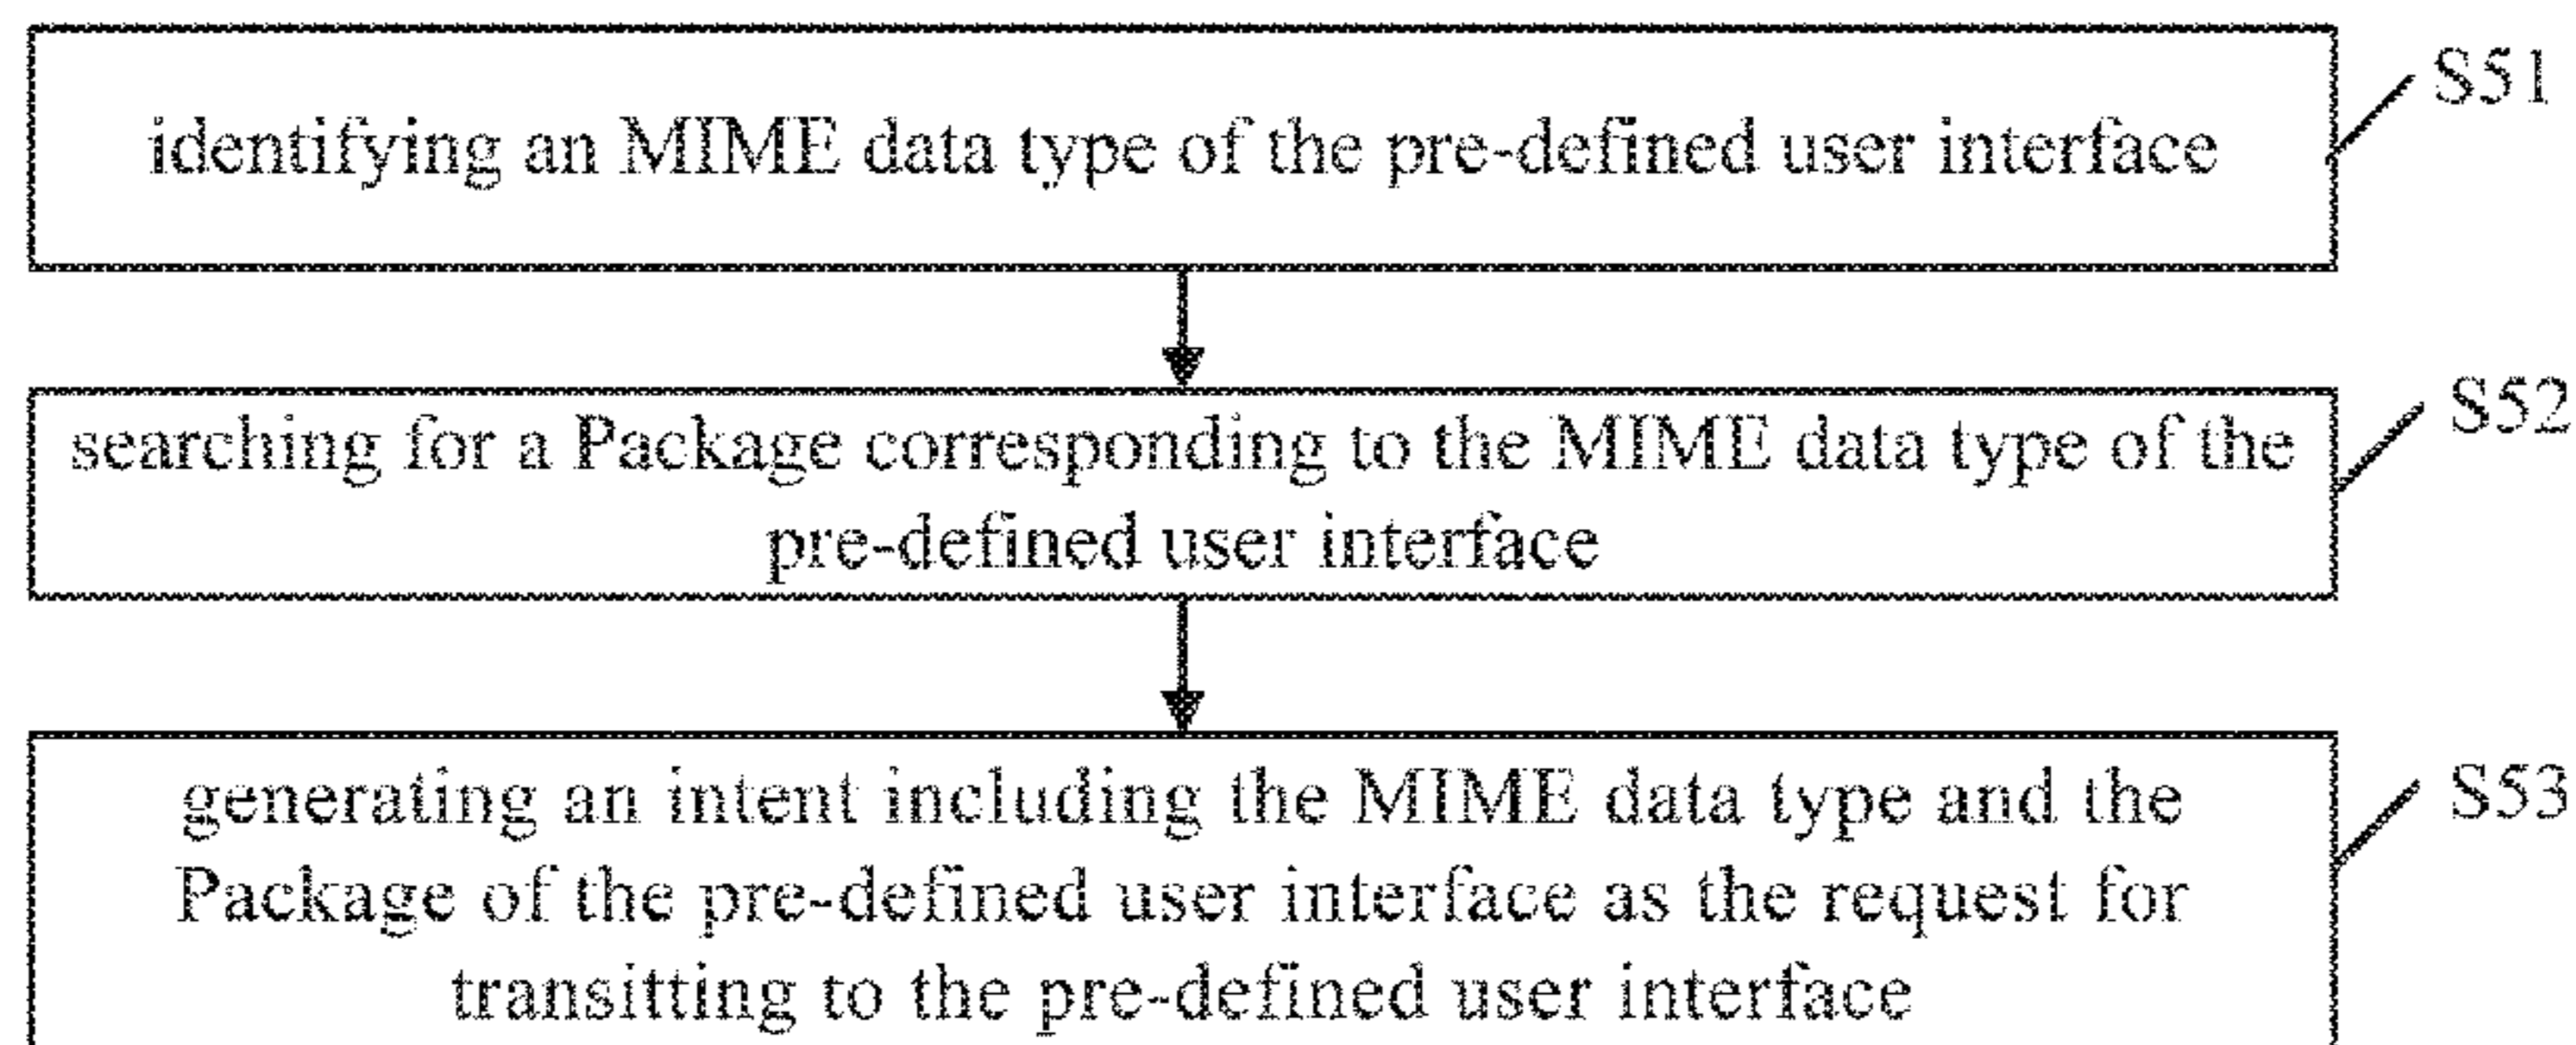 identifying an MIME data type of the pre-defined user interface
S51
searching for a Package corresponding to the MIME data type of the
pre-defined user interface
S52
generating an intent including the MIME data type and the
Package of the pre-defined user interface as the request for
transitting to the pre-defined user interface
S53